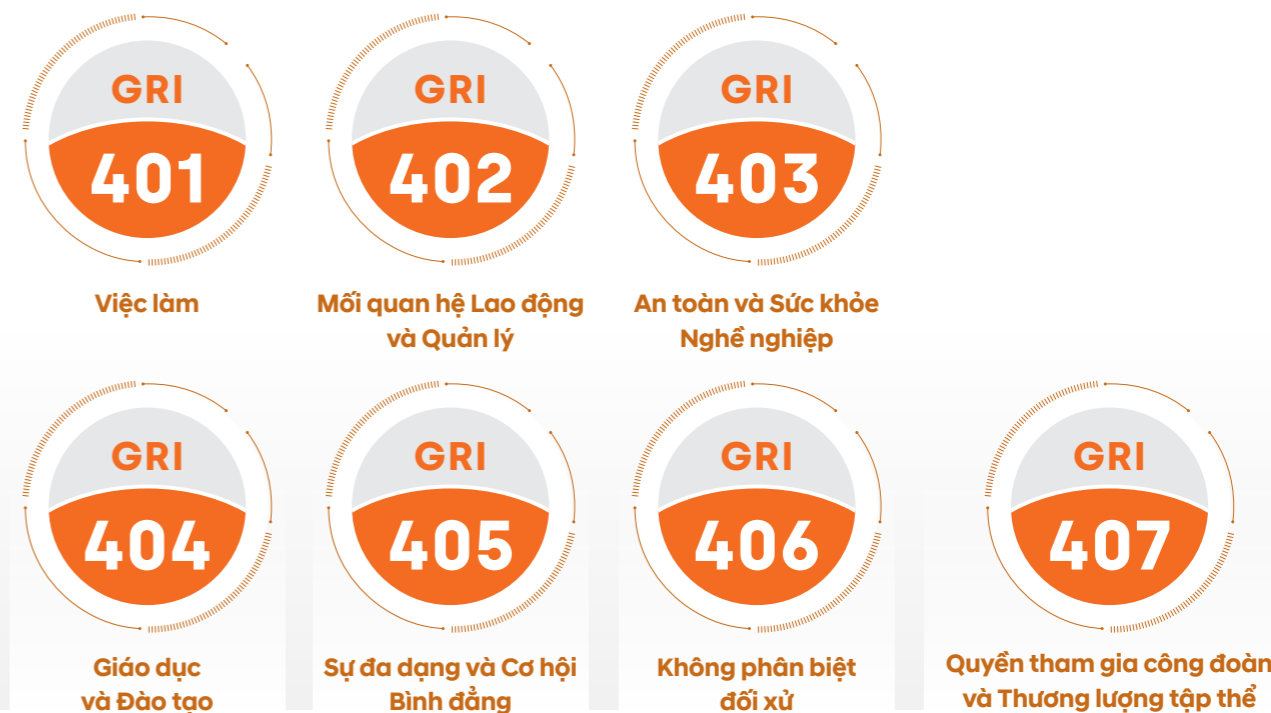 GRI
401
Việc làm
GRI
402
Mối quan hệ Lao động
và Quản lý
GRI
403
An toàn và Sức khỏe
Nghề nghiệp
GRI
404
Giáo dục
và Đào tạo
GRI
405
Sự đa dạng và Cơ hội
Bình đẳng
GRI
406
Không phân biệt
đối xử
GRI
407
Quyền tham gia công đoàn
và Thương lượng tập thể